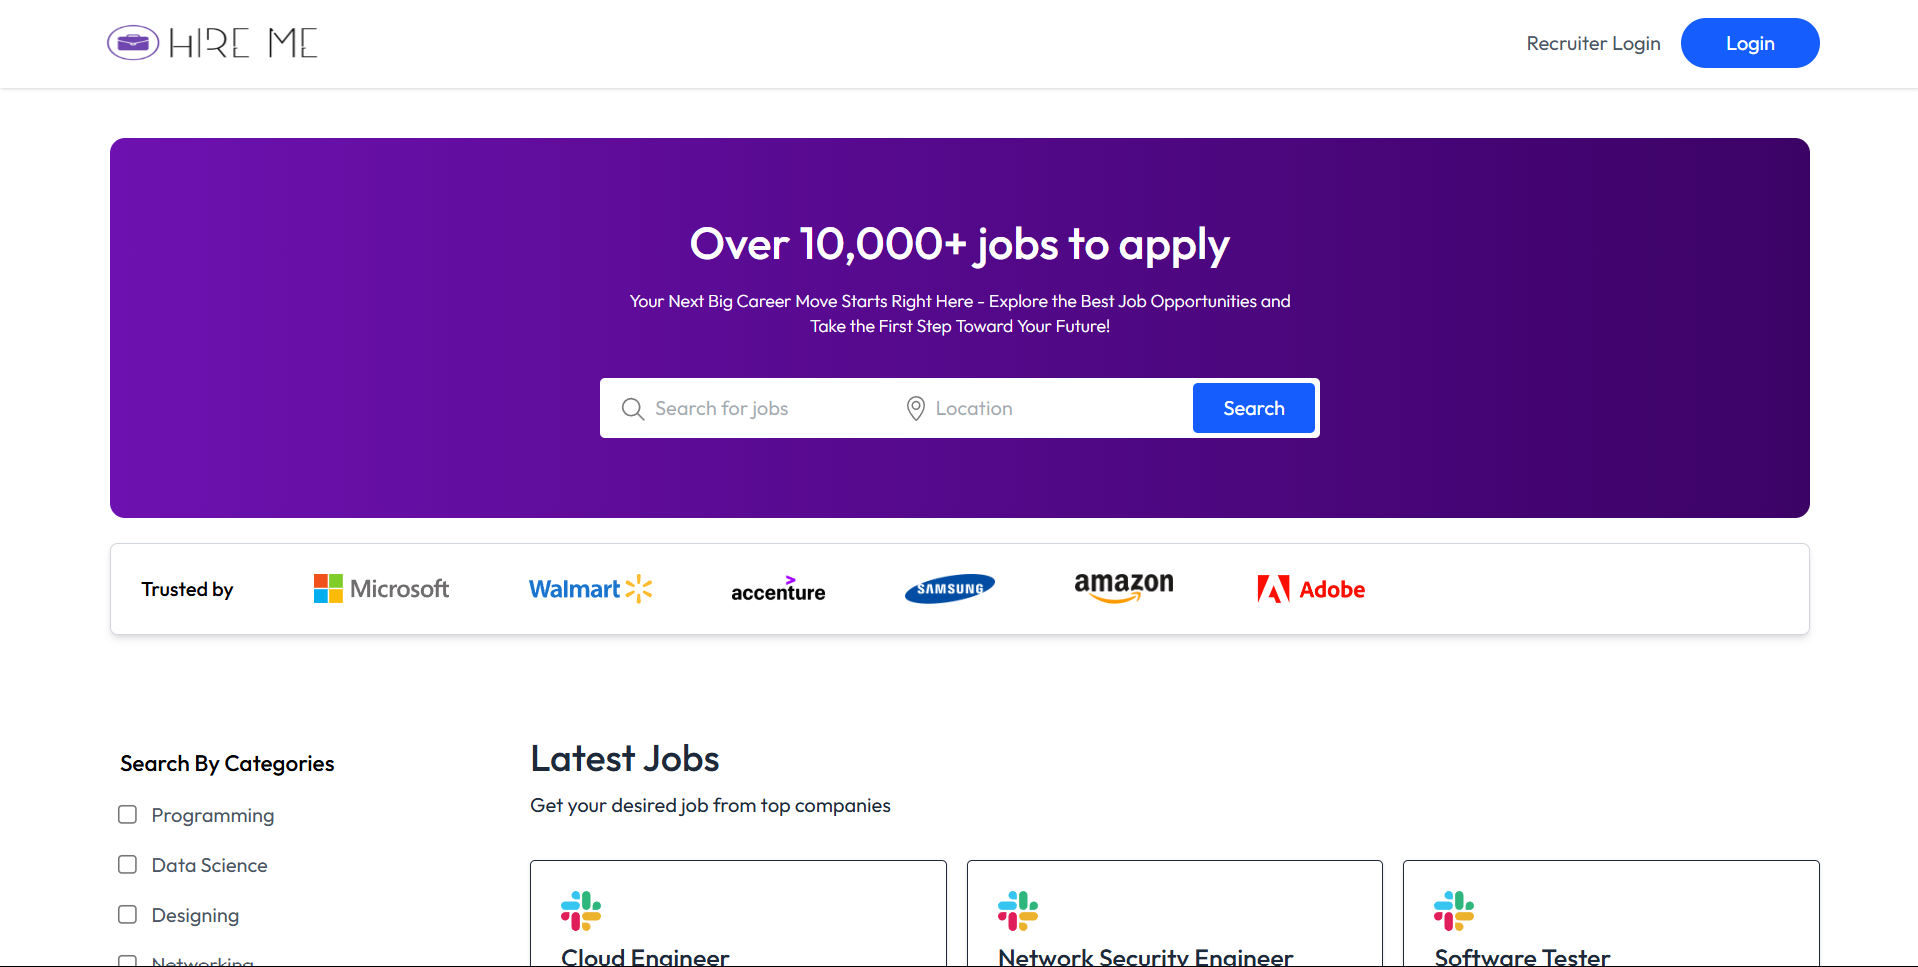 HIRE ME
Recruiter Login
Login
Over 10,000+ jobs to apply
Your Next Big Career Move Starts Right Here - Explore the Best Job Opportunities and
Take the First Step Toward Your Future!
Search for jobs
Location
Search
Trusted by
Microsoft
Walmart
accenture
SAMSUNG
amazon
Adobe
Search By Categories
Programming
Data Science
Designing
Networking
Latest Jobs
Get your desired job from top companies
Cloud Engineer
Network Security Engineer
Software Tester